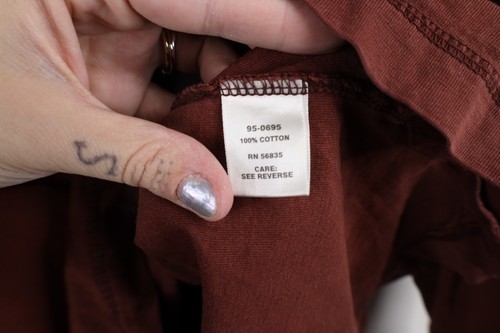 95-0695
100% COTTON
RN 56835
CARE:
SEE REVERSE